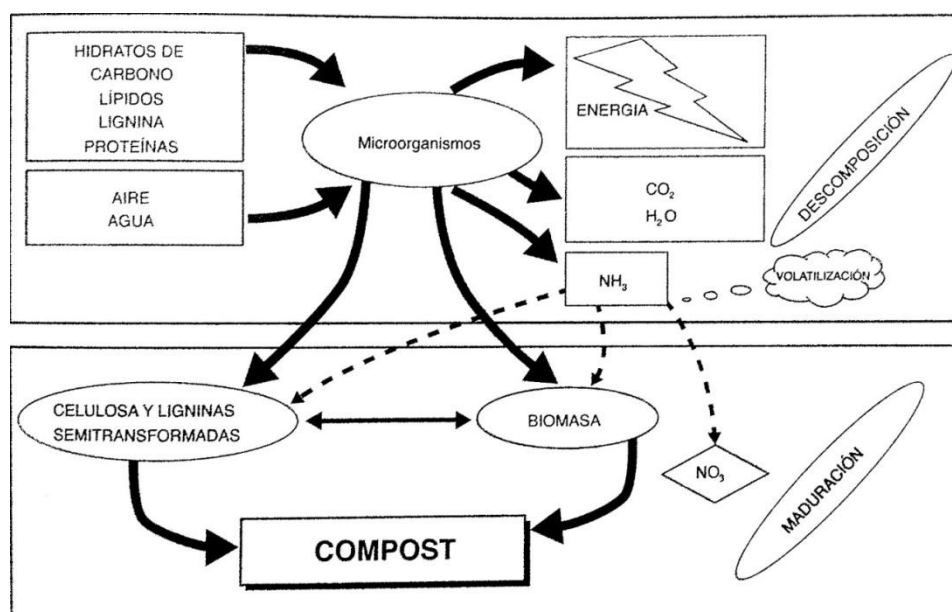 HIDRATOS DE
CARBONO
LÍPIDOS
LIGNINA
PROTEÍNAS
AIRE
AGUA
Microorganismos
ENERGIA
CO₂
H₂O
NH₃
DESCOMPOSICIÓN
VOLATILIZACIÓN
CELULOSA Y LIGNINAS
SEMITRANSFORMADAS
BIOMASA
NO₃
MADURACIÓN
COMPOST